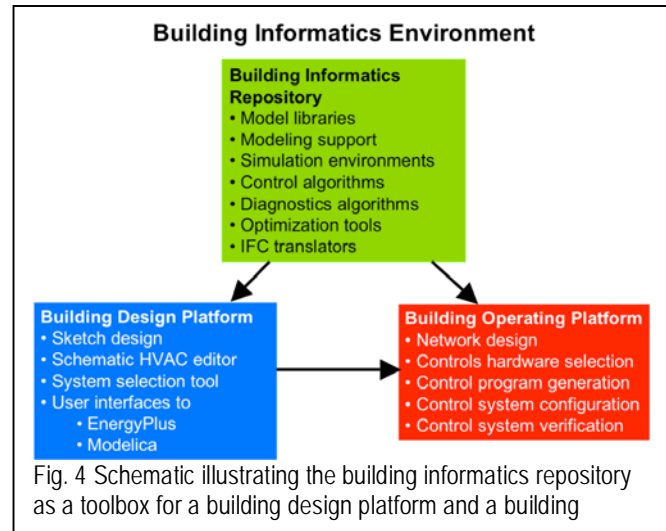 Building Informatics Environment
Building Informatics
Repository
• Model libraries
• Modeling support
• Simulation environments
• Control algorithms
• Diagnostics algorithms
• Optimization tools
• IFC translators
Building Design Platform
• Sketch design
• Schematic HVAC editor
• System selection tool
• User interfaces to
• EnergyPlus
• Modelica
Building Operating Platform
• Network design
• Controls hardware selection
• Control program generation
• Control system configuration
• Control system verification
Fig. 4 Schematic illustrating the building informatics repository
as a toolbox for a building design platform and a building